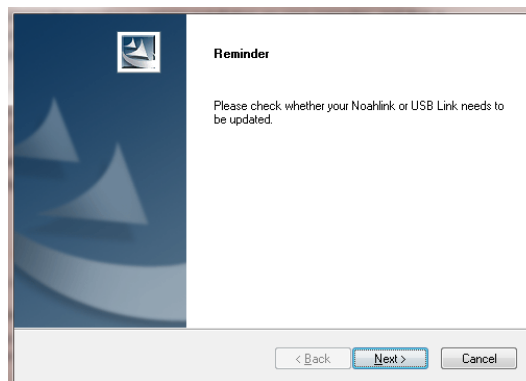 Reminder
Please check whether your Noahlink or USB Link needs to
be updated.
< Back
Next >
Cancel